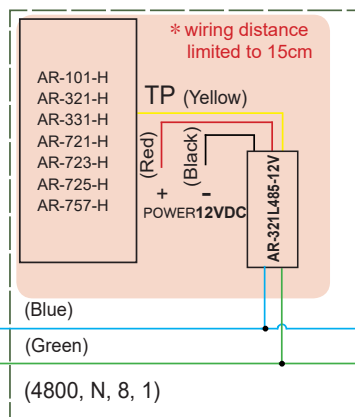 * wiring distance
limited to 15cm
AR-101-H
AR-321-H
AR-331-H
AR-721-H
AR-723-H
AR-725-H
AR-757-H
TP (Yellow)
(Red)
(Black)
+
−
POWER12VDC
AR-321L485-12V
(Blue)
(Green)
(4800, N, 8, 1)